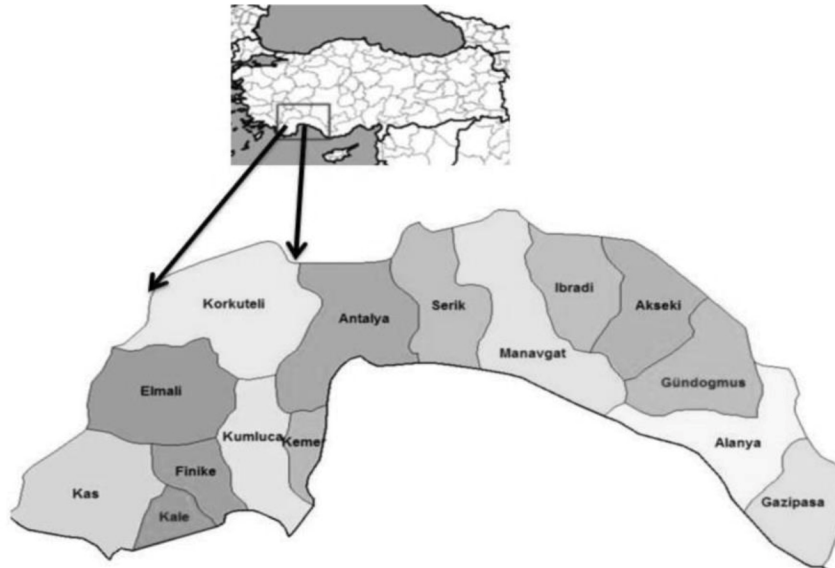 Korkuteli
Antalya
Serik
Ibradi
Akseki
Manavgat
Gündogmus
Elmali
Kumluca
Kemer
Alanya
Finike
Kas
Kale
Gazipasa